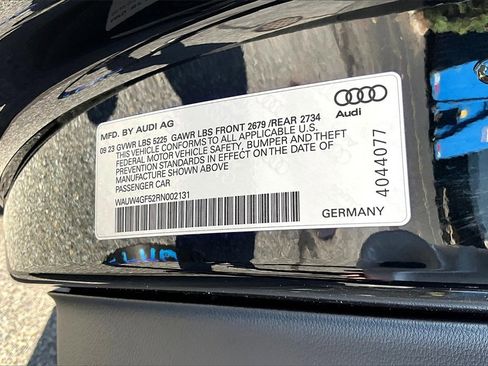 MFD. BY AUDI AG
09 23 GVWR LBS 5225 GAWR LBS FRONT 2679 /REAR 2734
THIS VEHICLE CONFORMS TO ALL APPLICABLE U.S.
FEDERAL MOTOR VEHICLE SAFETY, BUMPER AND THEFT
PREVENTION STANDARDS IN EFFECT ON THE DATE OF
MANUFACTURE SHOWN ABOVE
PASSENGER CAR
WAUW4GF52RN002131
Audi
4044077
GERMANY